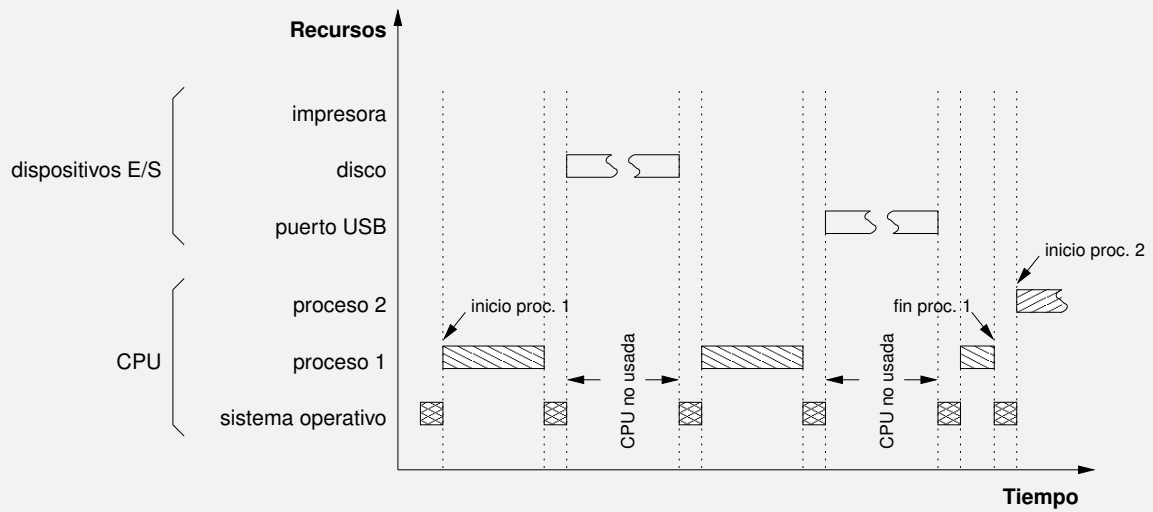 Recursos
impresora
dispositivos E/S
disco
puerto USB
inicio proc. 2
proceso 2
inicio proc. 1
fin proc. 1
CPU
proceso 1
CPU no usada
CPU no usada
sistema operativo
Tiempo